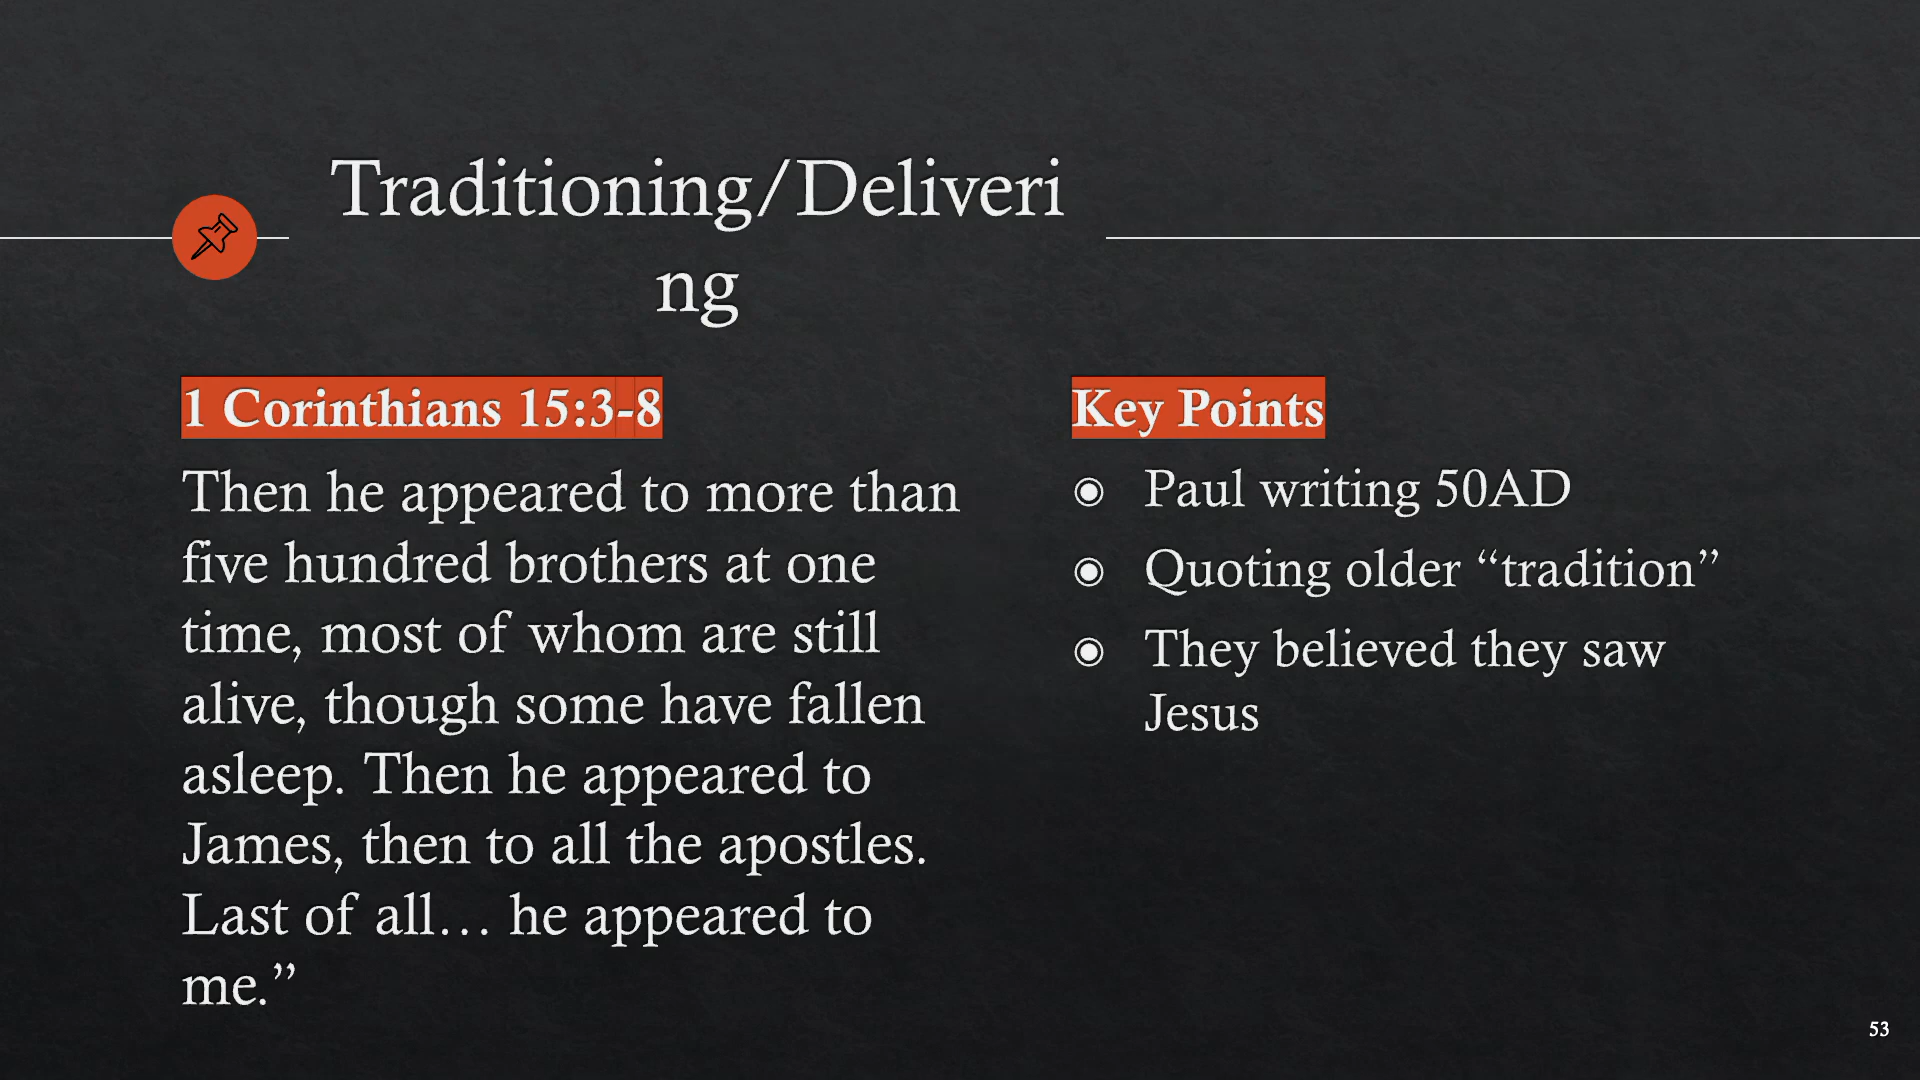 Traditioning/Deliveri
ng
1 Corinthians 15:3-8
Then he appeared to more than
five hundred brothers at one
time, most of whom are still
alive, though some have fallen
asleep. Then he appeared to
James, then to all the apostles.
Last of all… he appeared to
me.”
Key Points
Paul writing 50AD
Quoting older “tradition”
They believed they saw
Jesus
53